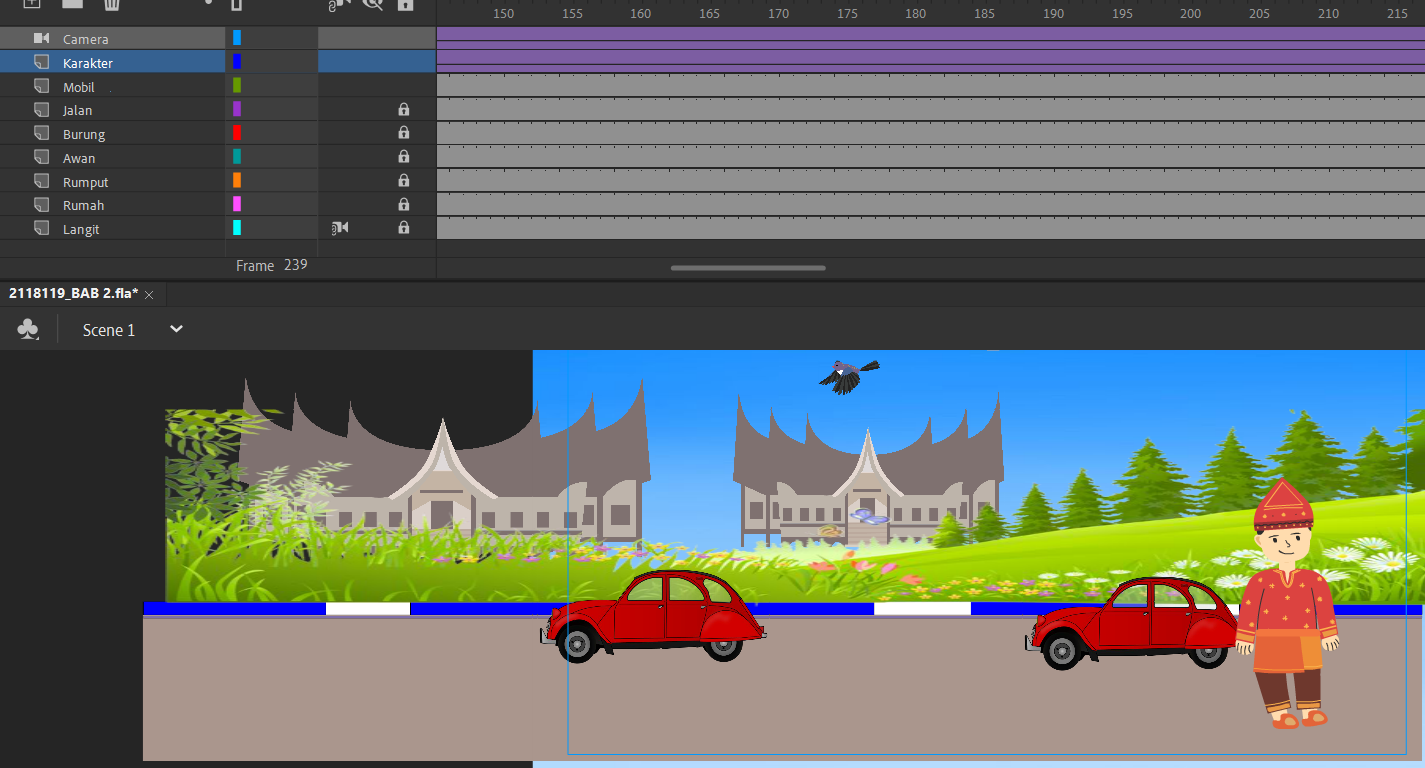 150 155 160 165 170 175 180 185 190 195 200 205 210 215
Camera
Karakter
Mobil
Jalan
Burung
Awan
Rumput
Rumah
Langit
Frame 239
2118119_BAB 2.fla*
Scene 1